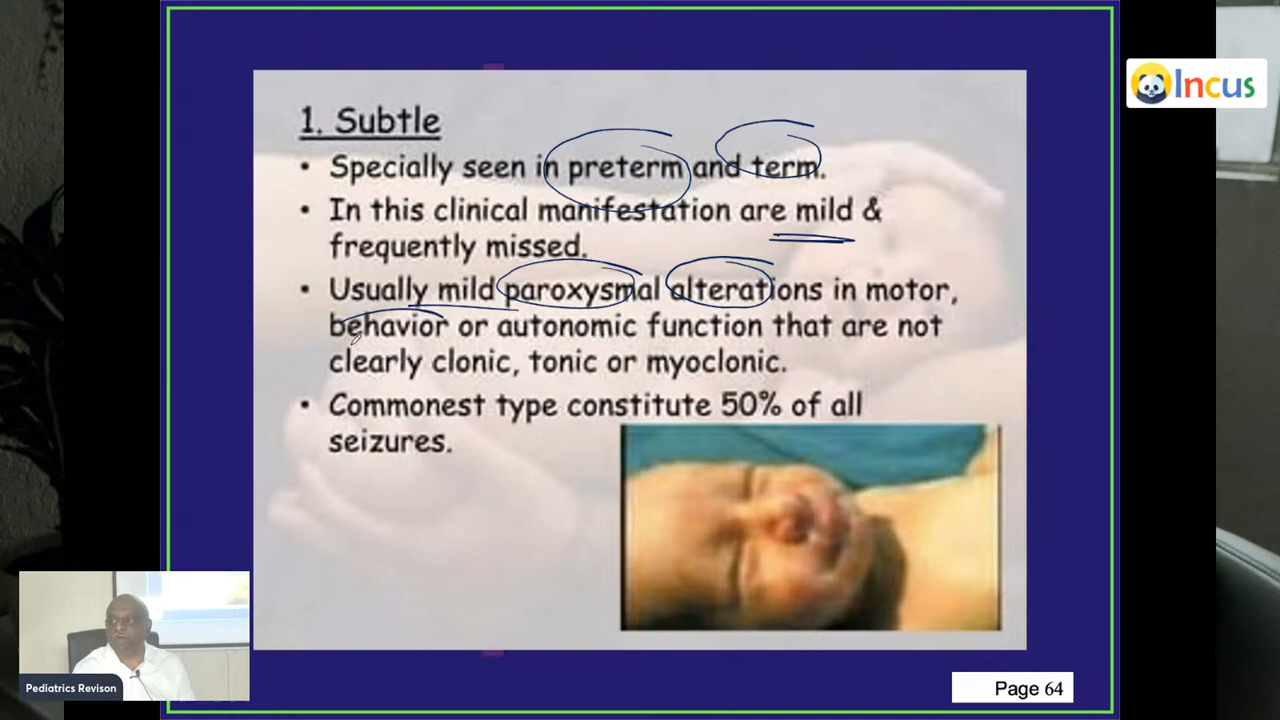 Incus
1. Subtle
• Specially seen in preterm and term.
• In this clinical manifestation are mild &
frequently missed.
• Usually mild paroxysmal alterations in motor,
behavior or autonomic function that are not
clearly clonic, tonic or myoclonic.
• Commonest type constitute 50% of all
seizures.
Pediatrics Revison
Page 64